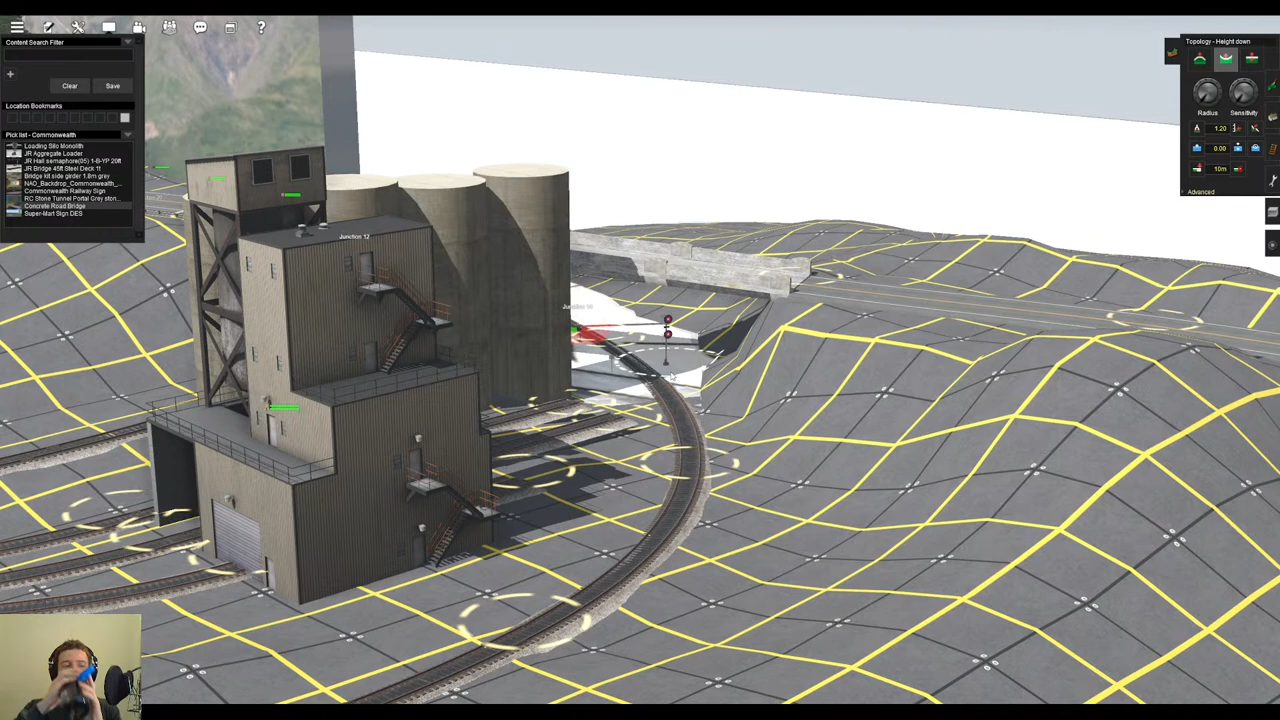 Content Search Filter
Clear
Save
Location Bookmarks
Pick list - Commonwealth
Loading Silo Monolith
JR Aggregate Loader
JR Hall semaphore(05) 1-B-YP 20ft
JR Bridge 45ft Steel Deck 1t
Bridge kit side girder 1.8m grey
NAO_Backdrop_Commonwealth_...
Commonwealth Railway Sign
RC Stone Tunnel Portal Grey ston...
Concrete Road Bridge
Super-Mart Sign DES
Topology - Height down
Radius
Sensitivity
1.20
0.00
10m
Advanced
Junction 12